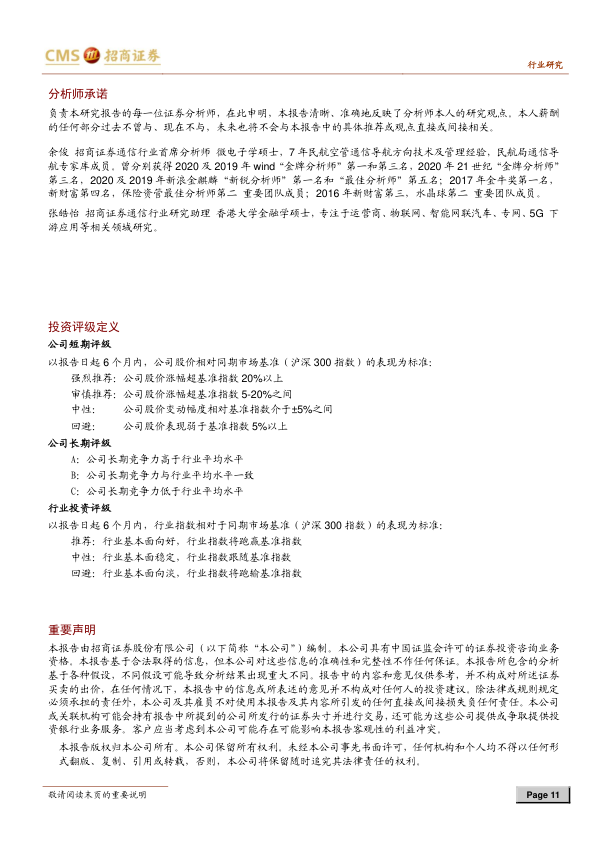 CMS 招商证券
行业研究
分析师承诺
负责本研究报告的每一位证券分析师，在此申明，本报告清晰、准确地反映了分析师本人的研究观点。本人薪酬
的任何部分过去不曾与、现在不与，未来也将不会与本报告中的具体推荐或观点直接或间接相关。
余俊 招商证券通信行业首席分析师 微电子学硕士，7 年民航空管通信导航方向技术及管理经验，民航局通信导
航专家库成员。曾分别获得 2020 及 2019 年 wind “金牌分析师”第一和第三名，2020 年 21 世纪“金牌分析师”
第三名，2020 及 2019 年新浪金麒麟“新锐分析师”第一名和“最佳分析师”第五名；2017 年金牛奖第一名，
新财富第四名，保险资管最佳分析师第二 重要团队成员；2016 年新财富第三，水晶球第二 重要团队成员。
张皓怡 招商证券通信行业研究助理 香港大学金融学硕士，专注于运营商、物联网、智能网联汽车、专网、5G 下
游应用等相关领域研究。
投资评级定义
公司短期评级
以报告日起 6 个月内，公司股价相对同期市场基准（沪深 300 指数）的表现为标准：
强烈推荐：公司股价涨幅超基准指数 20%以上
审慎推荐：公司股价涨幅超基准指数 5-20%之间
中性： 公司股价变动幅度相对基准指数介于±5%之间
回避： 公司股价表现弱于基准指数 5%以上
公司长期评级
A：公司长期竞争力高于行业平均水平
B：公司长期竞争力与行业平均水平一致
C：公司长期竞争力低于行业平均水平
行业投资评级
以报告日起 6 个月内，行业指数相对于同期市场基准（沪深 300 指数）的表现为标准：
推荐：行业基本面向好，行业指数将跑赢基准指数
中性：行业基本面稳定，行业指数跟随基准指数
回避：行业基本面向淡，行业指数将跑输基准指数
重要声明
本报告由招商证券股份有限公司（以下简称“本公司”）编制。本公司具有中国证监会许可的证券投资咨询业务
资格。本报告基于合法取得的信息，但本公司对这些信息的准确性和完整性不作任何保证。本报告所包含的分析
基于各种假设，不同假设可能导致分析结果出现重大不同。报告中的内容和意见仅供参考，并不构成对所述证券
买卖的出价，在任何情况下，本报告中的信息或所表述的意见并不构成对任何人的投资建议。除法律或规则规定
必须承担的责任外，本公司及其雇员不对使用本报告及其内容所引发的任何直接或间接损失负任何责任。本公司
或关联机构可能会持有报告中所提到的公司所发行的证券头寸并进行交易，还可能为这些公司提供或争取提供投
资银行业务服务。客户应当考虑到本公司可能存在可能影响本报告客观性的利益冲突。
本报告版权归本公司所有。本公司保留所有权利。未经本公司事先书面许可，任何机构和个人均不得以任何形
式翻版、复制、引用或转载，否则，本公司将保留随时追究其法律责任的权利。
敬请阅读末页的重要说明
Page 11